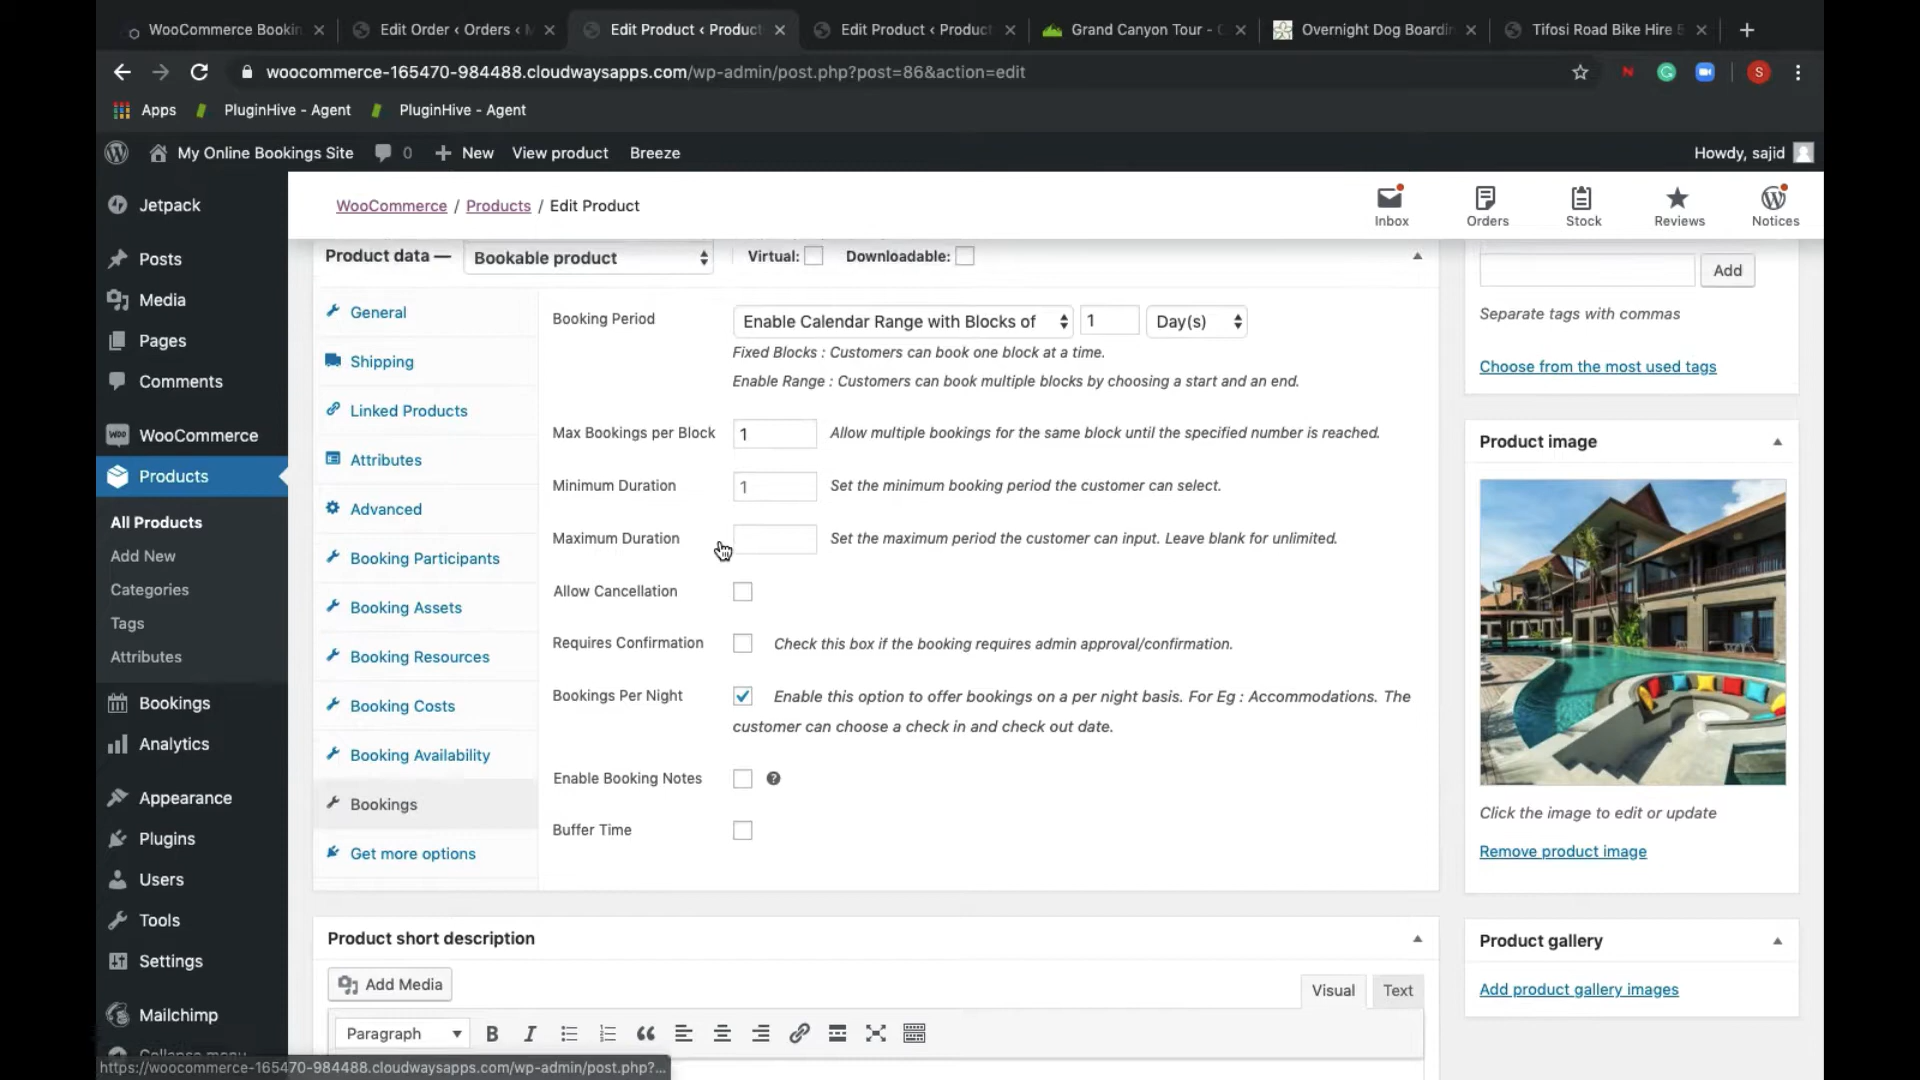 WooCommerce Bookin
Edit Order ‹ Orders ‹ M
Edit Product ‹ Product
Edit Product ‹ Product
Grand Canyon Tour - G
Overnight Dog Boardin
Tifosi Road Bike Hire &
woocommerce-165470-984488.cloudwaysapps.com/wp-admin/post.php?post=86&action=edit
S
Apps
PluginHive - Agent
PluginHive - Agent
My Online Bookings Site
0
New
View product
Breeze
Howdy, sajid
Jetpack
Posts
Media
Pages
Comments
WooCommerce
Products
All Products
Add New
Categories
Tags
Attributes
Bookings
Analytics
Appearance
Plugins
Users
Tools
Settings
Mailchimp
Collapse menu
https://woocommerce-165470-984488.cloudwaysapps.com/wp-admin/post.php?...
WooCommerce / Products / Edit Product
Inbox
Orders
Stock
Reviews
Notices
Product data —
Bookable product
Virtual:
Downloadable:
General
Shipping
Linked Products
Attributes
Advanced
Booking Participants
Booking Assets
Booking Resources
Booking Costs
Booking Availability
Bookings
Get more options
Booking Period
Enable Calendar Range with Blocks of
1
Day(s)
Fixed Blocks : Customers can book one block at a time.
Enable Range : Customers can book multiple blocks by choosing a start and an end.
Max Bookings per Block
1
Allow multiple bookings for the same block until the specified number is reached.
Minimum Duration
1
Set the minimum booking period the customer can select.
Maximum Duration
Set the maximum period the customer can input. Leave blank for unlimited.
Allow Cancellation
Requires Confirmation
Check this box if the booking requires admin approval/confirmation.
Bookings Per Night
Enable this option to offer bookings on a per night basis. For Eg : Accommodations. The
customer can choose a check in and check out date.
Enable Booking Notes
Buffer Time
Product short description
Add Media
Visual
Text
Paragraph
B
I
Add
Separate tags with commas
Choose from the most used tags
Product image
Click the image to edit or update
Remove product image
Product gallery
Add product gallery images